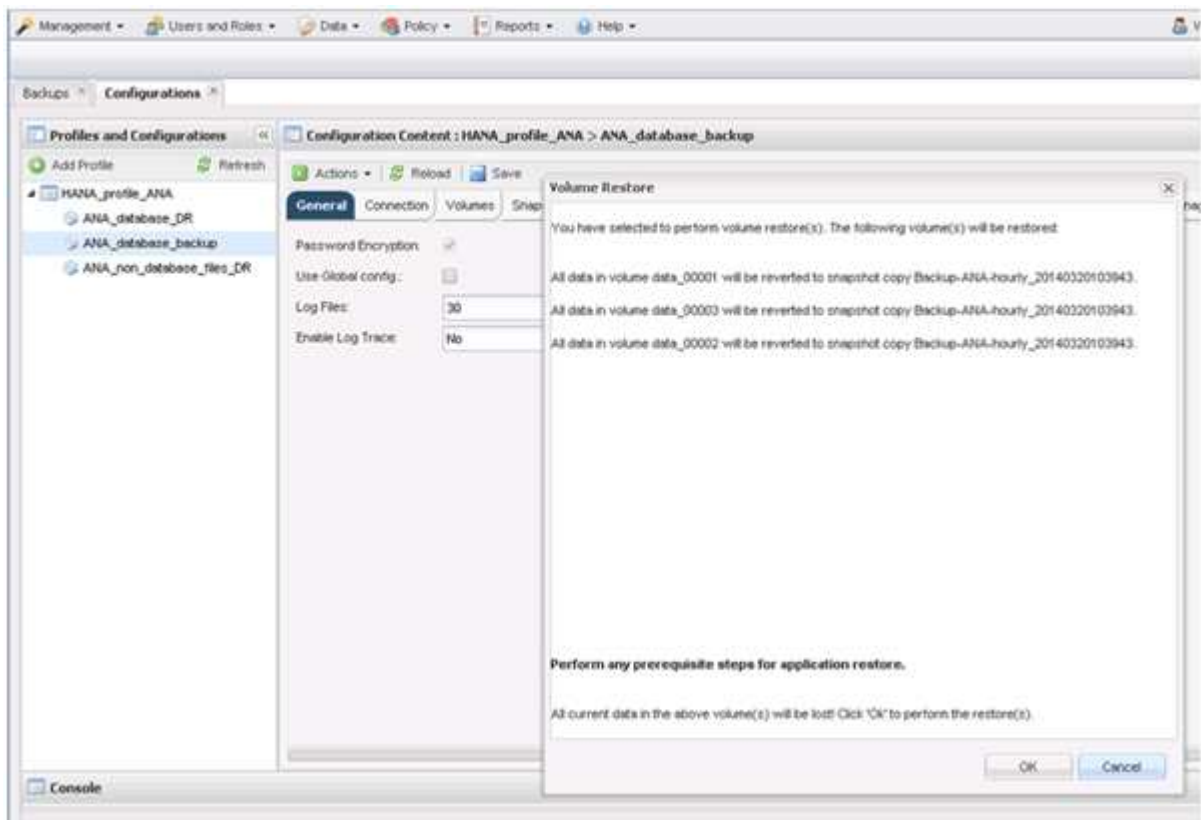 Management
Users and Roles
Data
Policy
Reports
Help
Backups
Configurations
Profiles and Configurations
Configuration Content : HANA_profile_ANA > ANA_database_backup
Add Profile
Refresh
Actions
Reload
Save
HANA_profile_ANA
ANA_database_DR
ANA_database_backup
ANA_non_database_files_DR
General
Connection
Volumes
Snap
Password Encryption:
Use Global config.:
Log Files:
30
Enable Log Trace:
No
Volume Restore
You have selected to perform volume restore(s). The following volume(s) will be restored:
All data in volume data_00001 will be reverted to snapshot copy Backup-ANA-hourly_20140320103943.
All data in volume data_00003 will be reverted to snapshot copy Backup-ANA-hourly_20140320103943.
All data in volume data_00002 will be reverted to snapshot copy Backup-ANA-hourly_20140320103943.
Perform any prerequisite steps for application restore.
All current data in the above volume(s) will be lost! Click 'Ok' to perform the restore(s).
OK
Cancel
Console